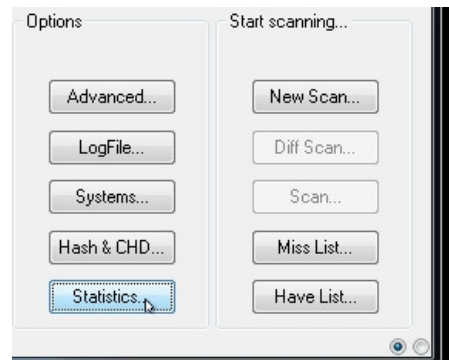 Options
Advanced...
LogFile...
Systems...
Hash & CHD...
Statistics...
Start scanning...
New Scan...
Diff Scan...
Scan...
Miss List...
Have List...